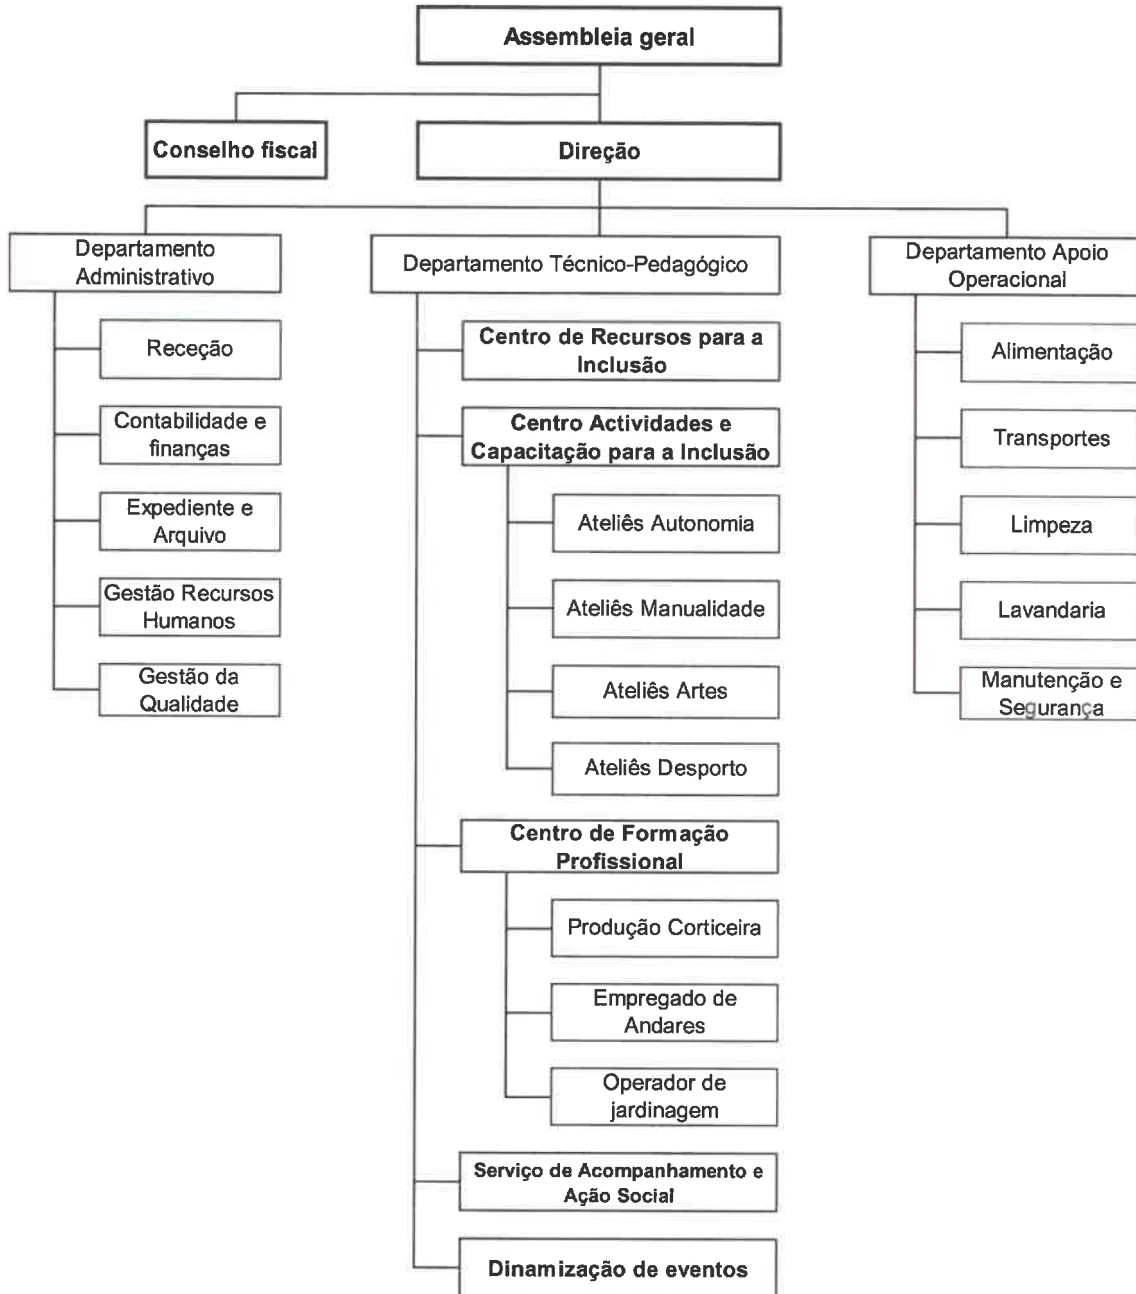 Assembleia geral
Conselho fiscal
Direção
Departamento
Administrativo
Receção
Contabilidade e
finanças
Expediente e
Arquivo
Gestão Recursos
Humanos
Gestão da
Qualidade
Departamento Técnico-Pedagógico
Centro de Recursos para a
Inclusão
Centro Actividades e
Capacitação para a Inclusão
Ateliês Autonomia
Ateliês Manualidade
Ateliês Artes
Ateliês Desporto
Centro de Formação
Profissional
Produção Corticeira
Empregado de
Andares
Operador de
jardinagem
Serviço de Acompanhamento e
Ação Social
Dinamização de eventos
Departamento Apoio
Operacional
Alimentação
Transportes
Limpeza
Lavandaria
Manutenção e
Segurança